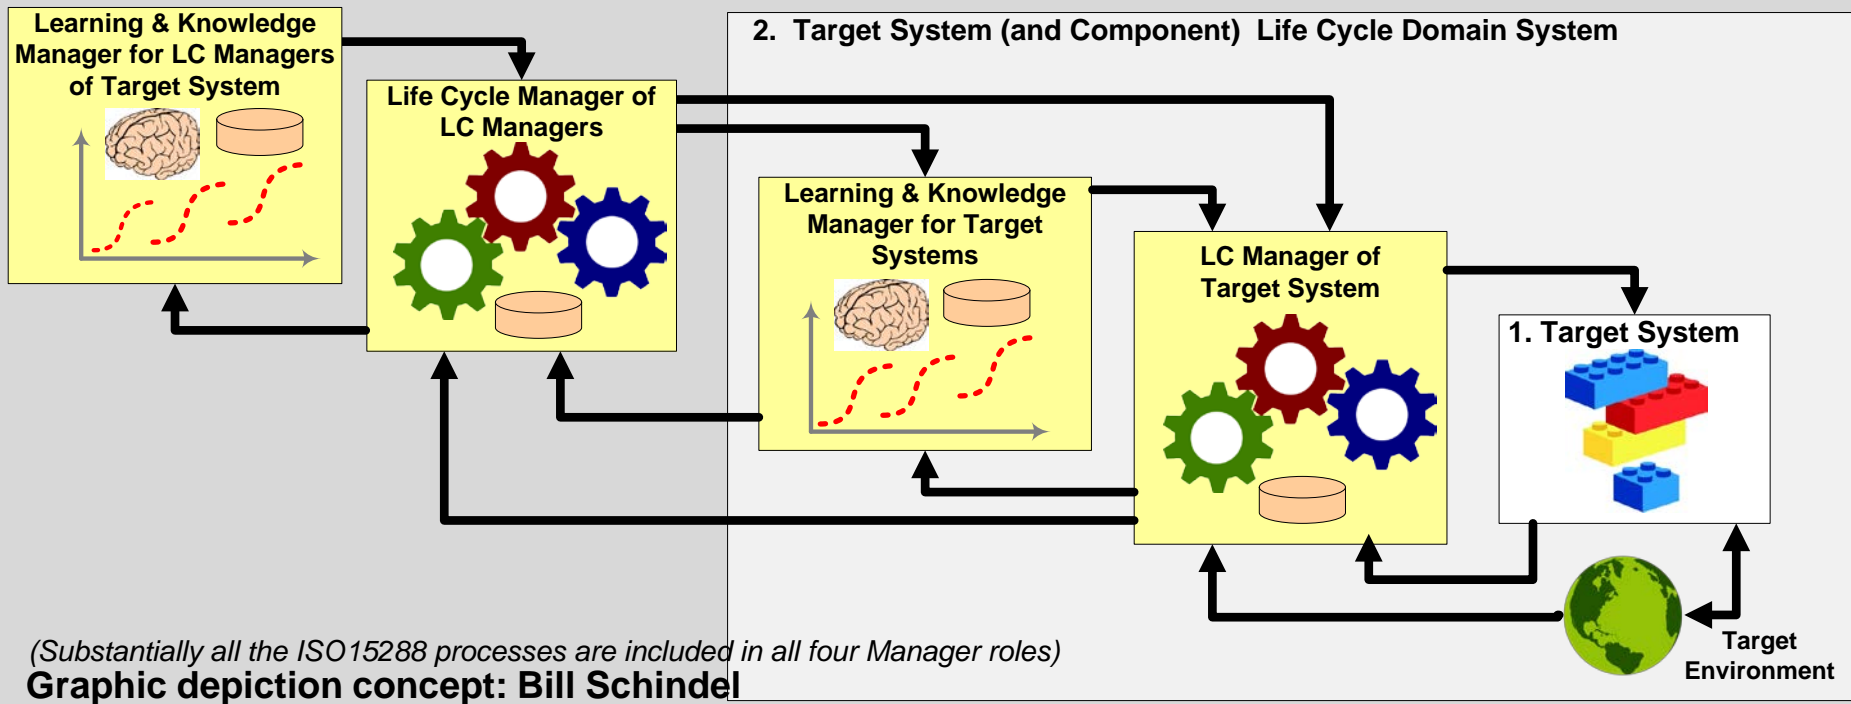 Learning & Knowledge
Manager for LC Managers
of Target System
Life Cycle Manager of
LC Managers
2. Target System (and Component) Life Cycle Domain System
Learning & Knowledge
Manager for Target
Systems
LC Manager of
Target System
1. Target System
Target
Environment
(Substantially all the ISO15288 processes are included in all four Manager roles)
Graphic depiction concept: Bill Schindel